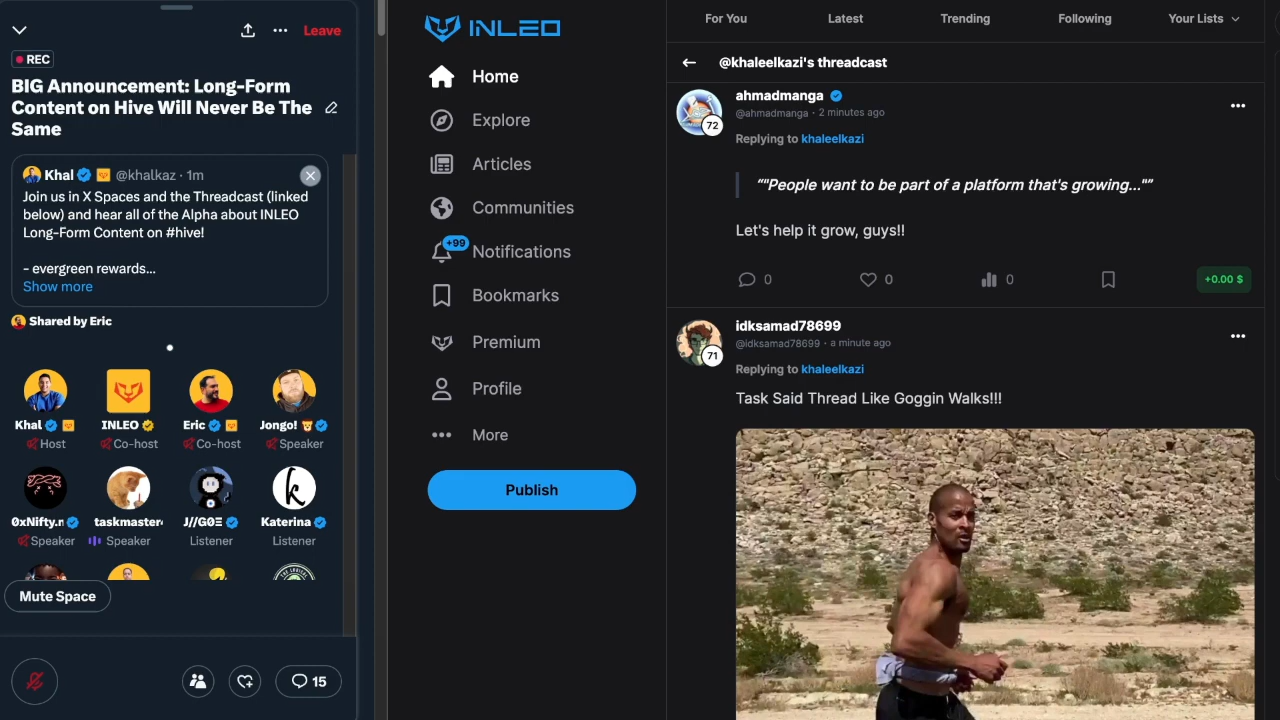 Leave
REC
BIG Announcement: Long-Form
Content on Hive Will Never Be The
Same
Khal @khalkaz · 1m
Join us in X Spaces and the Threadcast (linked
below) and hear all of the Alpha about INLEO
Long-Form Content on #hive!
- evergreen rewards...
Show more
Shared by Eric
Khal
Host
INLEO
Co-host
Eric
Co-host
Jongo!
Speaker
0xNifty.n
Speaker
taskmaster
Speaker
J//GØΞ
Listener
Katerina
Listener
Mute Space
15
INLEO
Home
Explore
Articles
Communities
+99
Notifications
Bookmarks
Premium
Profile
More
Publish
For You
Latest
Trending
Following
Your Lists
@khaleelkazi's threadcast
72
ahmadmanga
@ahmadmanga · 2 minutes ago
Replying to khaleelkazi
“"People want to be part of a platform that's growing..."”
Let's help it grow, guys!!
0
0
0
+0.00 $
71
idksamad78699
@idksamad78699 · a minute ago
Replying to khaleelkazi
Task Said Thread Like Goggin Walks!!!